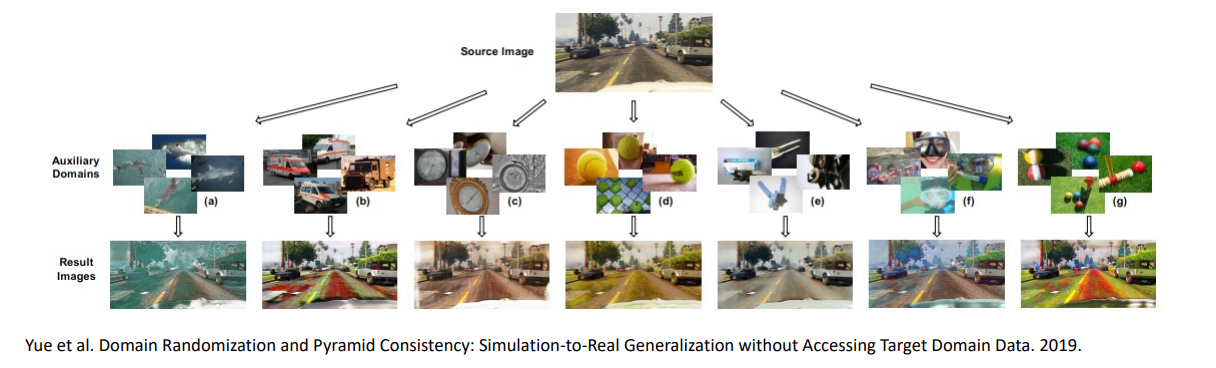 Source Image
Auxiliary
Domains
(a)
(b)
(c)
(d)
(e)
(f)
(g)
Result
Images
Yue et al. Domain Randomization and Pyramid Consistency: Simulation-to-Real Generalization without Accessing Target Domain Data. 2019.